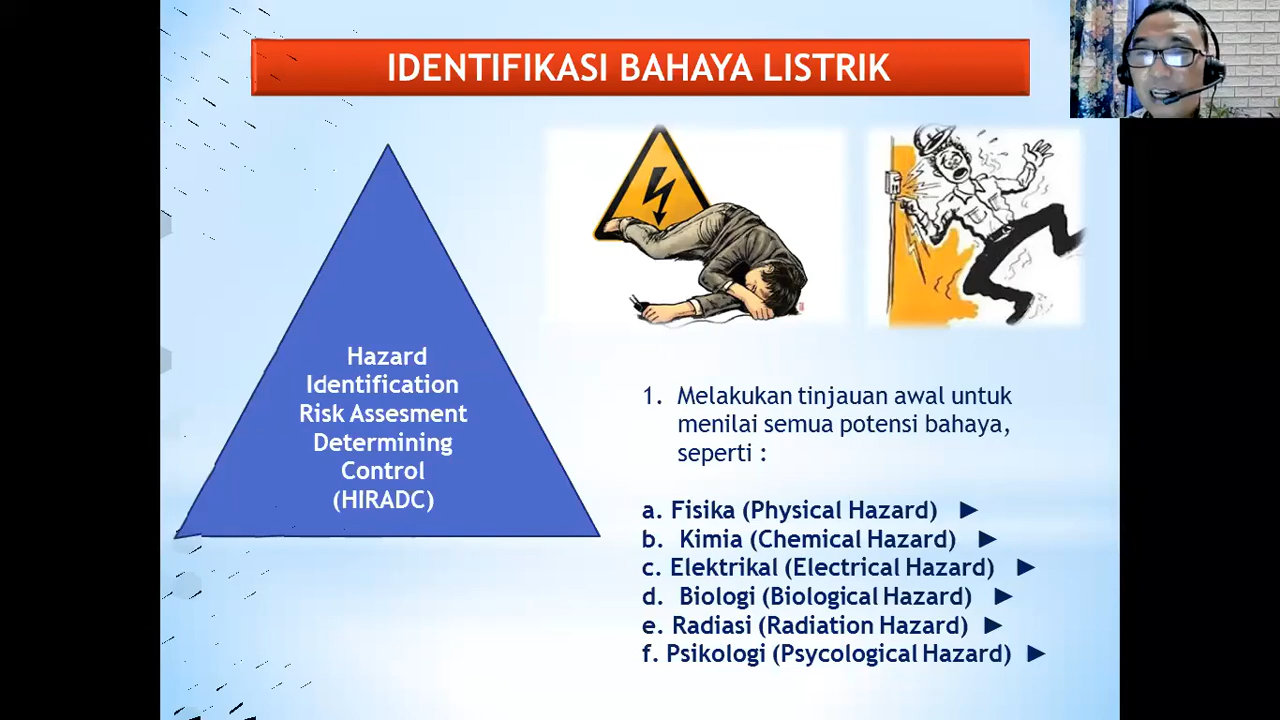 IDENTIFIKASI BAHAYA LISTRIK
Hazard
Identification
Risk Assesment
Determining
Control
(HIRADC)
1. Melakukan tinjauan awal untuk
menilai semua potensi bahaya,
seperti :
a. Fisika (Physical Hazard) ►
b. Kimia (Chemical Hazard) ►
c. Elektrikal (Electrical Hazard) ►
d. Biologi (Biological Hazard) ►
e. Radiasi (Radiation Hazard) ►
f. Psikologi (Psycological Hazard) ►